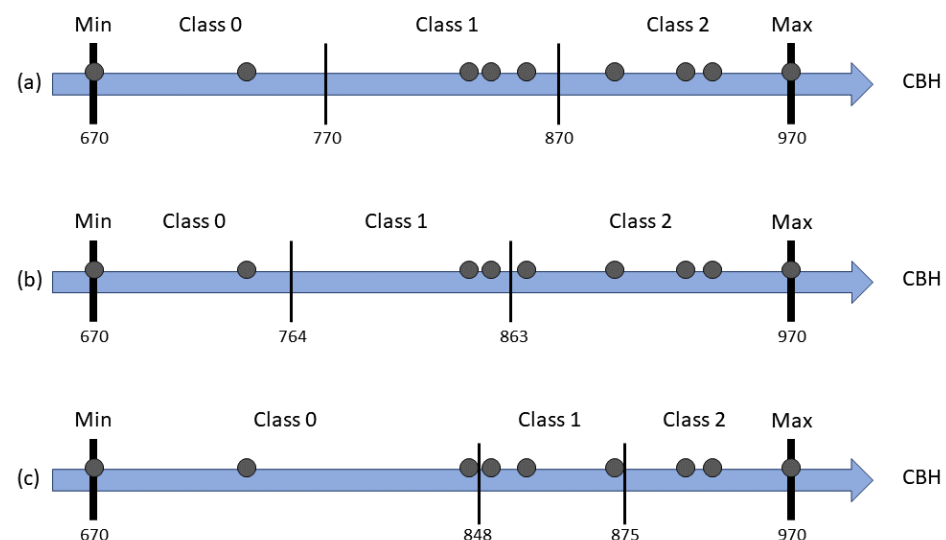 Min Class 0 Class 1 Class 2 Max
(a) CBH
670 770 870 970
Min Class 0 Class 1 Class 2 Max
(b) CBH
670 764 863 970
Min Class 0 Class 1 Class 2 Max
(c) CBH
670 848 875 970